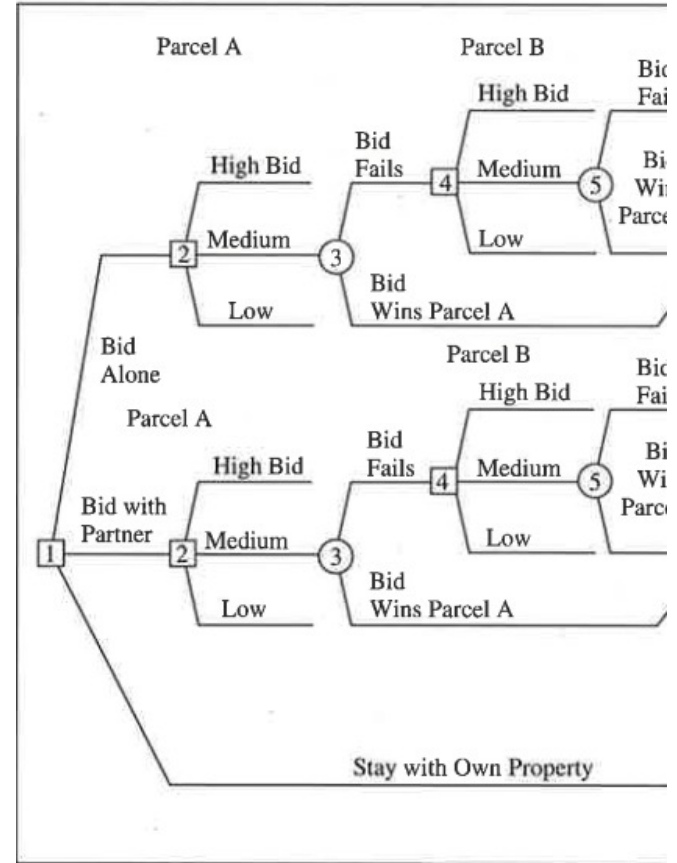 Parcel A
Parcel B
High Bid
Bid
Fails
High Bid
Medium
4
5
Medium
2
3
Low
Low
Bid
Wins Parcel A
Bid
Alone
Parcel B
Parcel A
High Bid
Bid
Fails
High Bid
Medium
4
5
Bid with
Partner
1
2
Medium
3
Low
Low
Bid
Wins Parcel A
Stay with Own Property